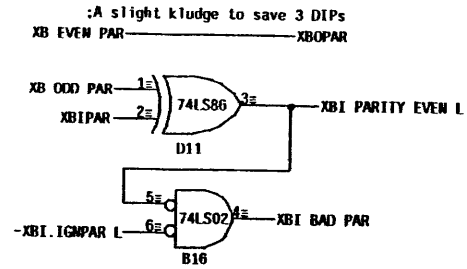 ;A slight kludge to save 3 DIPs
XB EVEN PAR XBOPAR
XB ODD PAR 1 74LS86 3 XBI PARITY EVEN L
XBIPAR 2
D11
5 74LS02 4 XBI BAD PAR
-XBI.IGNPAR L 6
B16